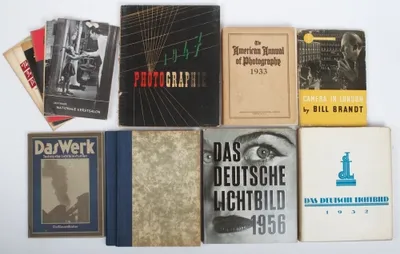 1947
PHOTOGRAPHIE
The
American Annual
of Photography
1933
CAMERA IN LONDON
by BILL BRANDT
Das Werk
DAS
DEUTSCHE
LICHTBILD
1956
DAS DEUTSCHE LICHTBILD
1932